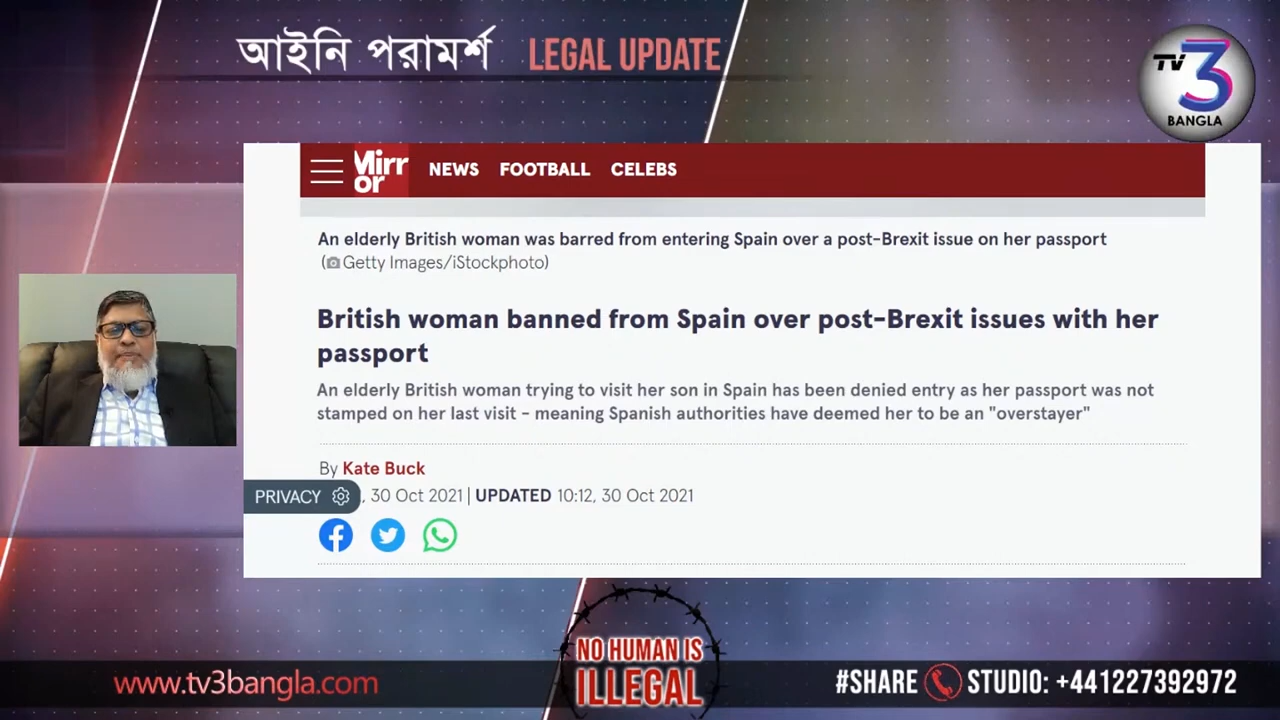 আইনি পরামর্শ LEGAL UPDATE
TV3
BANGLA
Mirror NEWS FOOTBALL CELEBS
An elderly British woman was barred from entering Spain over a post-Brexit issue on her passport
(Getty Images/iStockphoto)
British woman banned from Spain over post-Brexit issues with her
passport
An elderly British woman trying to visit her son in Spain has been denied entry as her passport was not
stamped on her last visit - meaning Spanish authorities have deemed her to be an "overstayer"
By Kate Buck
PRIVACY , 30 Oct 2021 | UPDATED 10:12, 30 Oct 2021
NO HUMAN IS
ILLEGAL
www.tv3bangla.com
#SHARE STUDIO: +441227392972